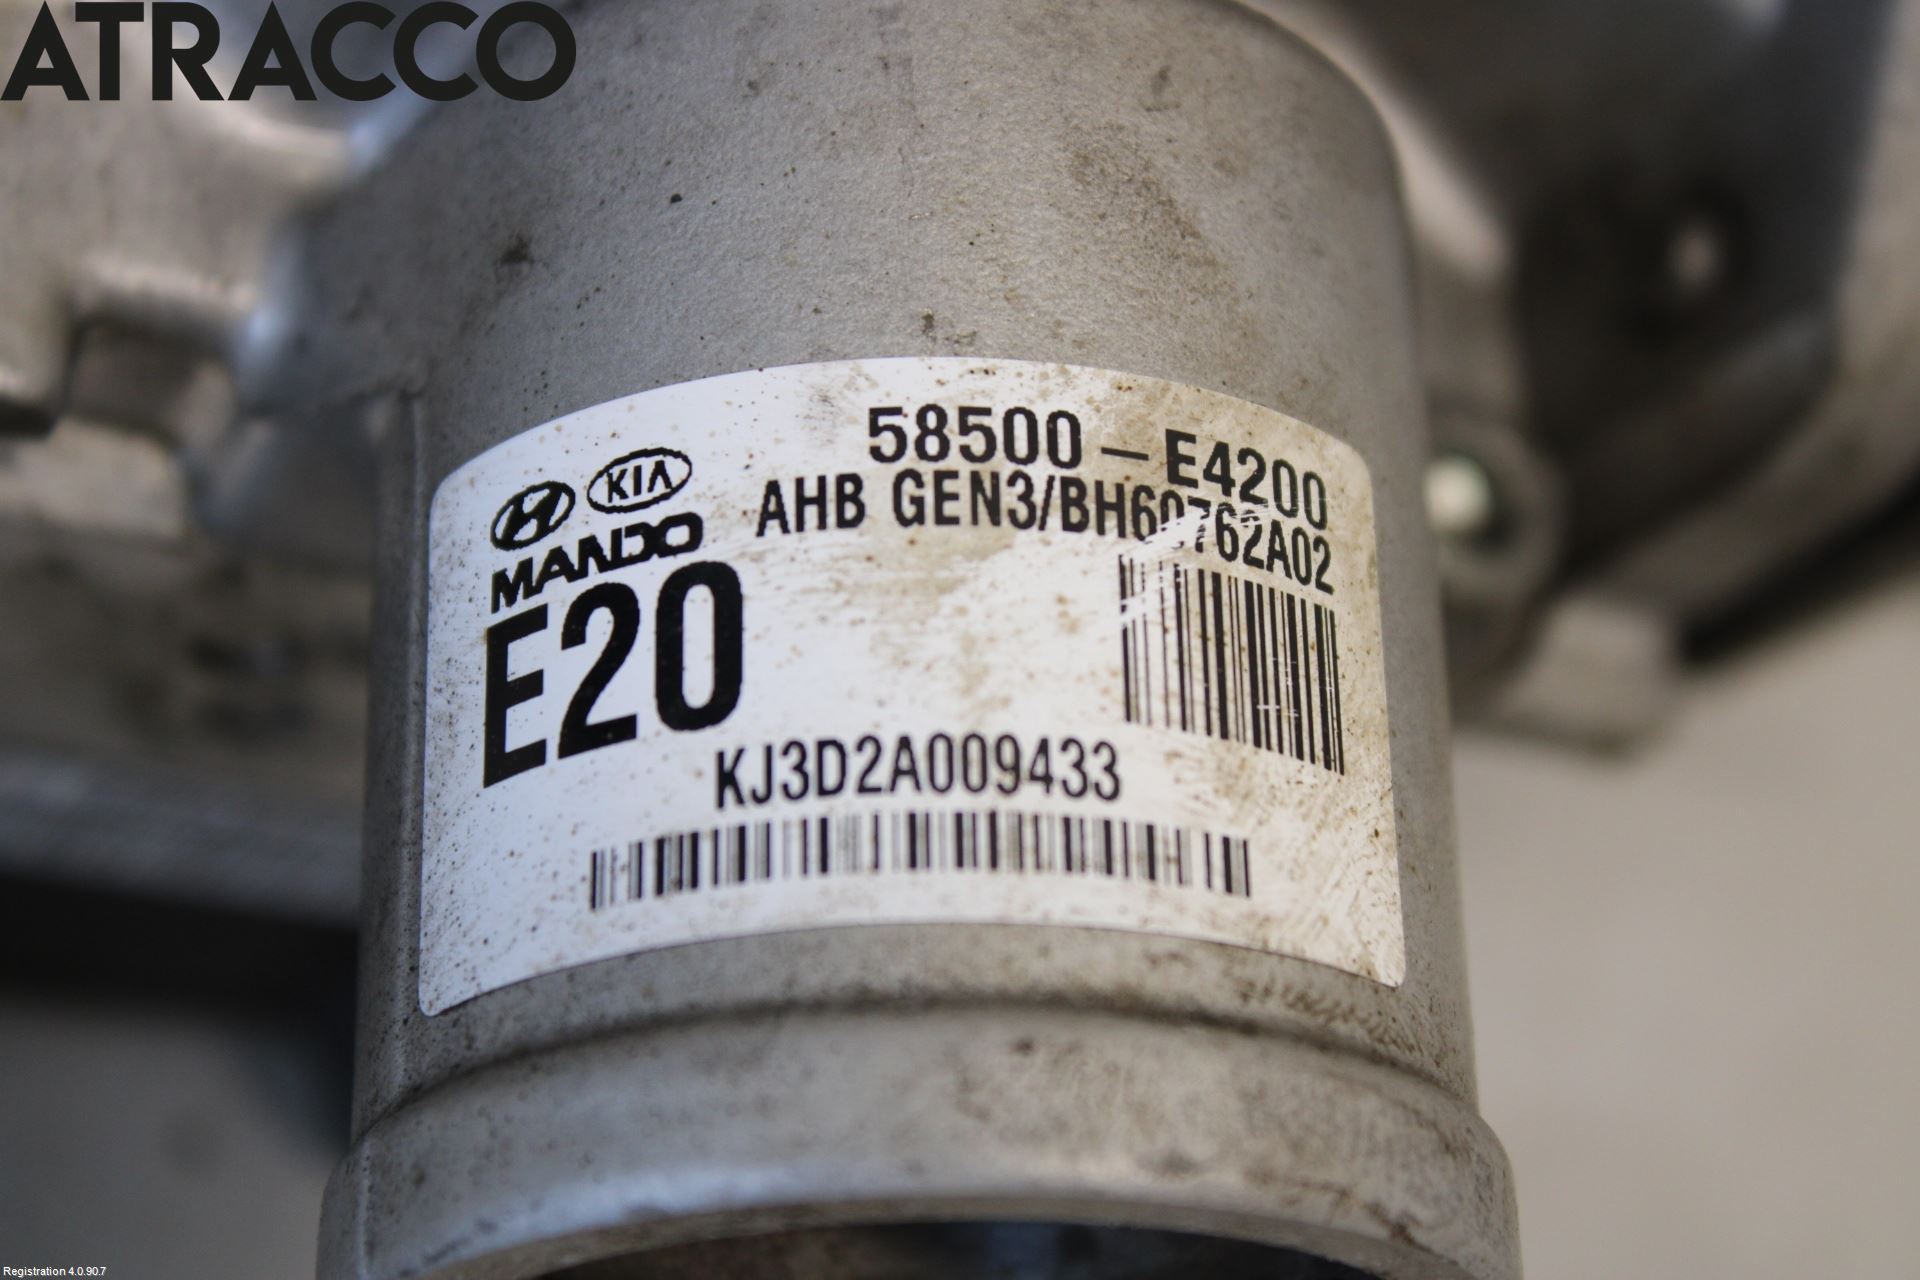 ATRACCO
58500-E4200
KIA
AHB GEN3/BH60762A02
MANDO
E20
KJ3D2A009433
Registration 4.0.90.7